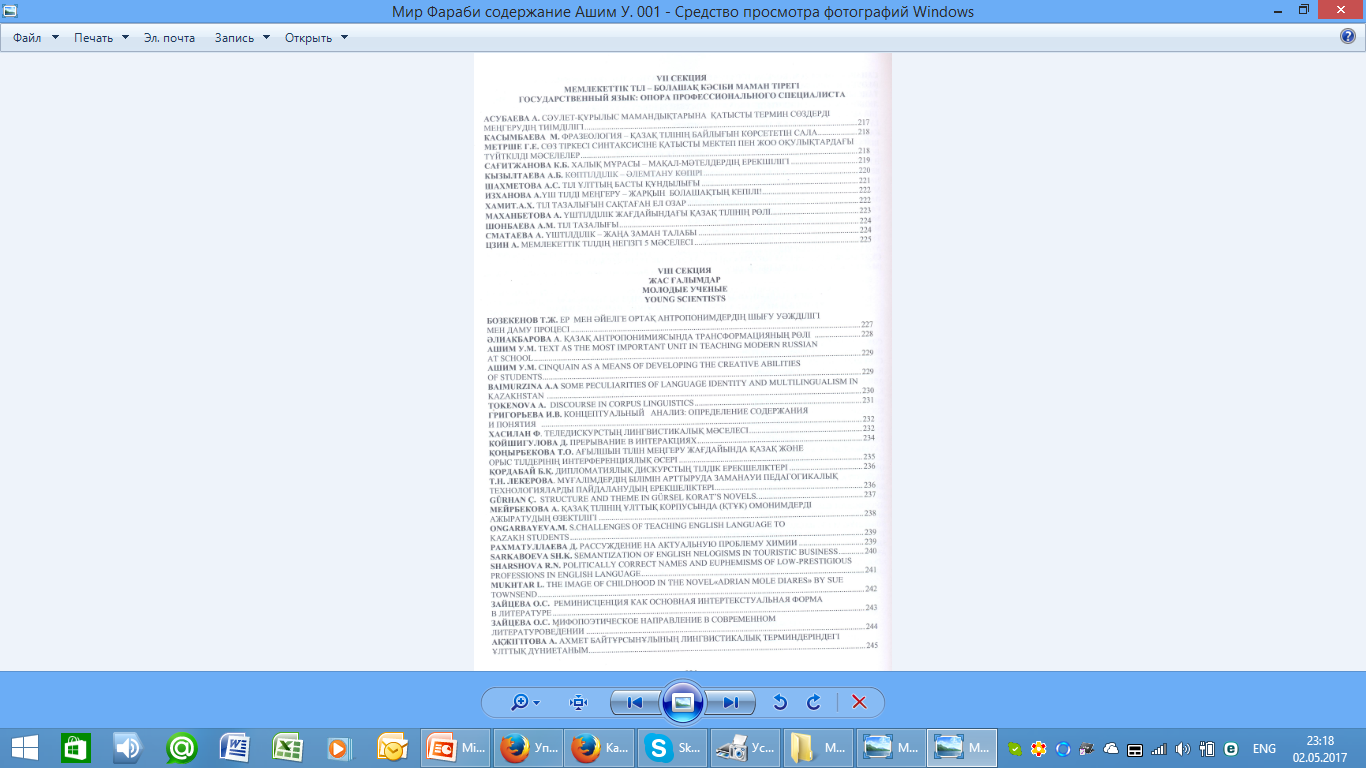 Мир Фараби содержание Ашим У. 001 - Средство просмотра фотографий Windows
Файл Печать Эл. почта Запись Открыть
VII СЕКЦИЯ
МЕМЛЕКЕТТІК ТІЛ – БОЛАШАҚ КӘСІБИ МАМАН ТІРЕГІ
ГОСУДАРСТВЕННЫЙ ЯЗЫК: ОПОРА ПРОФЕССИОНАЛЬНОГО СПЕЦИАЛИСТА
АСУБАЕВА А. СӘУЛЕТ-ҚҰРЫЛЫС МАМАНДЫҚТАРЫНА ҚАТЫСТЫ ТЕРМИН СӨЗДЕРДІ
МЕҢГЕРУДІҢ ТИІМДІЛІГІ...217
КАСЫМБАЕВА М. ФРАЗЕОЛОГИЯ – ҚАЗАҚ ТІЛІНІҢ БАЙЛЫҒЫН КӨРСЕТЕТІН САЛА...218
МЕТРШЕ Г.Е. СӨЗ ТІРКЕСІ СИНТАКСИСІНЕ ҚАТЫСТЫ МЕКТЕП ПЕН ЖОО ОҚУЛЫҚТАРДАҒЫ
ТҮЙТКІЛДІ МӘСЕЛЕЛЕР...218
САҒИТЖАНОВА К.Б. ХАЛЫҚ МҰРАСЫ – МАҚАЛ-МӘТЕЛДЕРДІҢ ЕРЕКШІЛІГІ...219
КЫЗЫЛТАЕВА А.Б. КӨПТІЛДІЛІК – ӘЛЕМТАНУ КӨПІРІ...220
ШАХМЕТОВА А.С. ТІЛ ҰЛТТЫҢ БАСТЫ ҚҰНДЫЛЫҒЫ...221
ИЗХАНОВА А.ҮШ ТІЛДІ МЕҢГЕРУ – ЖАРҚЫН БОЛАШАҚТЫҢ КЕПІЛІ!...222
ХАМИТ.А.Х. ТІЛ ТАЗАЛЫҒЫН САҚТАҒАН ЕЛ ОЗАР...222
МАХАНБЕТОВА А. ҮШТІЛДІЛІК ЖАҒДАЙЫНДАҒЫ ҚАЗАҚ ТІЛІНІҢ РӨЛІ...223
ШОНБАЕВА А.М. ТІЛ ТАЗАЛЫҒЫ...224
СМАТАЕВА А. ҮШТІЛДІЛІК – ЖАҢА ЗАМАН ТАЛАБЫ...224
ЦЗИН А. МЕМЛЕКЕТТІК ТІЛДІҢ НЕГІЗГІ 5 МӘСЕЛЕСІ...225
VIII СЕКЦИЯ
ЖАС ҒАЛЫМДАР
МОЛОДЫЕ УЧЕНЫЕ
YOUNG SCIENTISTS
БОЗЕКЕНОВ Т.Ж. ЕР МЕН ӘЙЕЛГЕ ОРТАҚ АНТРОПОНИМДЕРДІҢ ШЫҒУ УӘЖДІЛІГІ
МЕН ДАМУ ПРОЦЕСІ...227
ӘЛИАКБАРОВА А. ҚАЗАҚ АНТРОПОНИМИЯСЫНДА ТРАНСФОРМАЦИЯНЫҢ РӨЛІ ...228
АШИМ У.М. TEXT AS THE MOST IMPORTANT UNIT IN TEACHING MODERN RUSSIAN
AT SCHOOL...229
АШИМ У.М. CINQUAIN AS A MEANS OF DEVELOPING THE CREATIVE ABILITIES
OF STUDENTS...229
BAIMURZINA A.A SOME PECULIARITIES OF LANGUAGE IDENTITY AND MULTILINGUALISM IN
KAZAKHSTAN ...230
TOKENOVA A. DISCOURSE IN CORPUS LINGUISTICS...231
ГРИГОРЬЕВА И.В. КОНЦЕПТУАЛЬНЫЙ АНАЛИЗ: ОПРЕДЕЛЕНИЕ СОДЕРЖАНИЯ
И ПОНЯТИЯ ...232
ХАСИЛАН Ф. ТЕЛЕДИСКУРСТЫҢ ЛИНГВИСТИКАЛЫҚ МӘСЕЛЕСІ...232
ҚОЙШИГУЛОВА Д. ПРЕРЫВАНИЕ В ИНТЕРАКЦИЯХ...234
ҚОҢЫРБЕКОВА Т.О. АҒЫЛШЫН ТІЛІН МЕҢГЕРУ ЖАҒДАЙЫНДА ҚАЗАҚ ЖӘНЕ
ОРЫС ТІЛДЕРІНІҢ ИНТЕРФЕРЕНЦИЯЛЫҚ ӘСЕРІ...235
ҚОРДАБАЙ Б.Қ. ДИПЛОМАТИЯЛЫҚ ДИСКУРСТЫҢ ТІЛДІК ЕРЕКШЕЛІКТЕРІ...236
Т.Н. ЛЕКЕРОВА. МҰҒАЛІМДЕРДІҢ БІЛІМІН АРТТЫРУДА ЗАМАНАУИ ПЕДАГОГИКАЛЫҚ
ТЕХНОЛОГИЯЛАРДЫ ПАЙДАЛАНУДЫҢ ЕРЕКШЕЛІКТЕРІ...236
GÜRHAN Ç. STRUCTURE AND THEME IN GÜRSEL KORAT'S NOVELS...237
МЕЙРБЕКОВА А. ҚАЗАҚ ТІЛІНІҢ ҰЛТТЫҚ КОРПУСЫНДА (ҚТҰК) ОМОНИМДЕРДІ
АЖЫРАТУДЫҢ ӨЗЕКТІЛІГІ...238
ONGARBAYEVA.M. S.CHALLENGES OF TEACHING ENGLISH LANGUAGE TO
KAZAKH STUDENTS...239
РАХМАТУЛЛАЕВА Д. РАССУЖДЕНИЕ НА АКТУАЛЬНУЮ ПРОБЛЕМУ ХИМИИ...239
SARKABOEVA SH.K. SEMANTIZATION OF ENGLISH NELOGISMS IN TOURISTIC BUSINESS...240
SHARSHOVA R.N. POLITICALLY CORRECT NAMES AND EUPHEMISMS OF LOW-PRESTIGIOUS
PROFESSIONS IN ENGLISH LANGUAGE...241
MUKHTAR L. THE IMAGE OF CHILDHOOD IN THE NOVEL«ADRIAN MOLE DIARES» BY SUE
TOWNSEND...242
ЗАЙЦЕВА О.С. РЕМИНИСЦЕНЦИЯ КАК ОСНОВНАЯ ИНТЕРТЕКСТУАЛЬНАЯ ФОРМА
В ЛИТЕРАТУРЕ...243
ЗАЙЦЕВА О.С. МИФОПОЭТИЧЕСКОЕ НАПРАВЛЕНИЕ В СОВРЕМЕННОМ
ЛИТЕРАТУРОВЕДЕНИИ ...244
АҚЖІГІТОВА А. АХМЕТ БАЙТҰРСЫНҰЛЫНЫҢ ЛИНГВИСТИКАЛЫҚ ТЕРМИНДЕРІНДЕГІ
ҰЛТТЫҚ ДҮНИЕТАНЫМ...245
Mi... Уп... Ка... Sk... Ус... М... М... М... ENG 23:18
02.05.2017